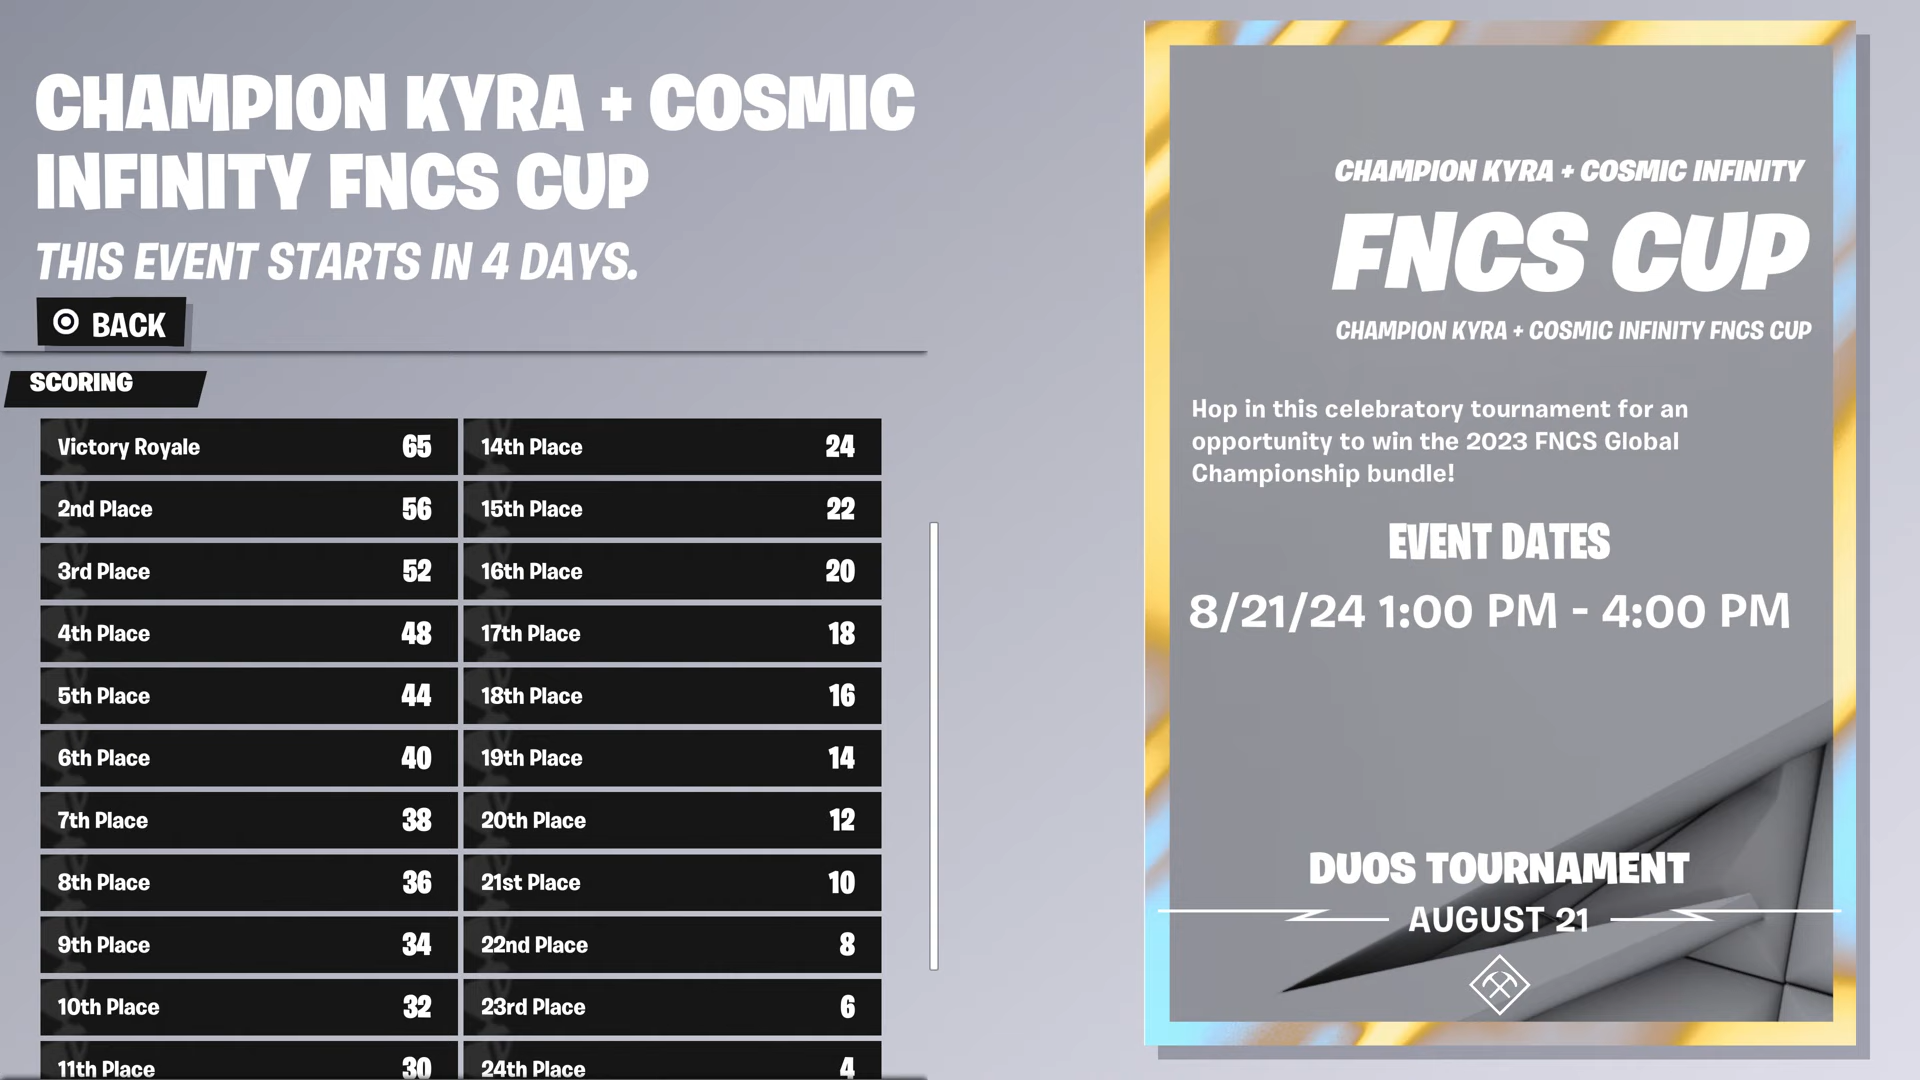 CHAMPION KYRA + COSMIC
INFINITY FNCS CUP
THIS EVENT STARTS IN 4 DAYS.
BACK
SCORING
Victory Royale 65
2nd Place 56
3rd Place 52
4th Place 48
5th Place 44
6th Place 40
7th Place 38
8th Place 36
9th Place 34
10th Place 32
11th Place 30
14th Place 24
15th Place 22
16th Place 20
17th Place 18
18th Place 16
19th Place 14
20th Place 12
21st Place 10
22nd Place 8
23rd Place 6
24th Place 4
CHAMPION KYRA + COSMIC INFINITY
FNCS CUP
CHAMPION KYRA + COSMIC INFINITY FNCS CUP
Hop in this celebratory tournament for an
opportunity to win the 2023 FNCS Global
Championship bundle!
EVENT DATES
8/21/24 1:00 PM - 4:00 PM
DUOS TOURNAMENT
AUGUST 21